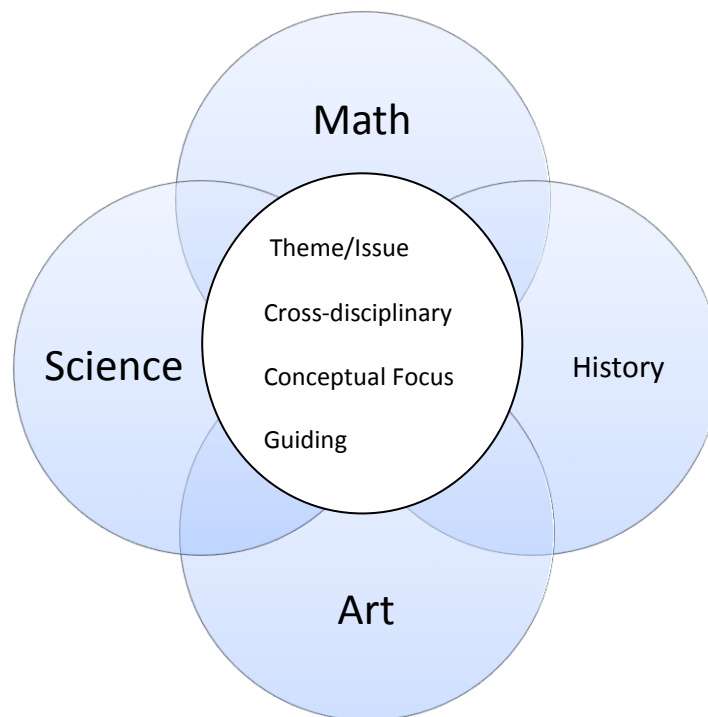 Math
Theme/Issue
Cross-disciplinary
Science
Conceptual Focus
History
Guiding
Art